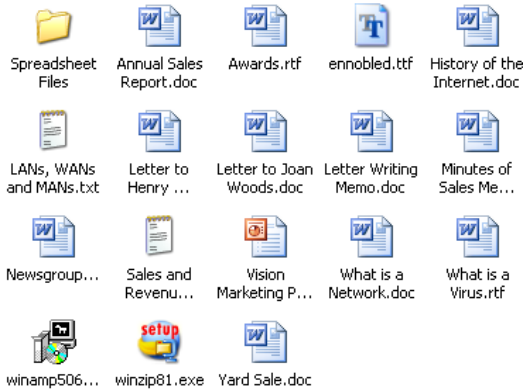 Spreadsheet
Files
Annual Sales
Report.doc
Awards.rtf
ennobled.ttf
History of the
Internet.doc
LANs, WANs
and MANs.txt
Letter to
Henry ...
Letter to Joan
Woods.doc
Letter Writing
Memo.doc
Minutes of
Sales Me...
Newsgroup...
Sales and
Revenu...
Vision
Marketing P...
What is a
Network.doc
What is a
Virus.rtf
winamp506...
setup
winzip81.exe
Yard Sale.doc